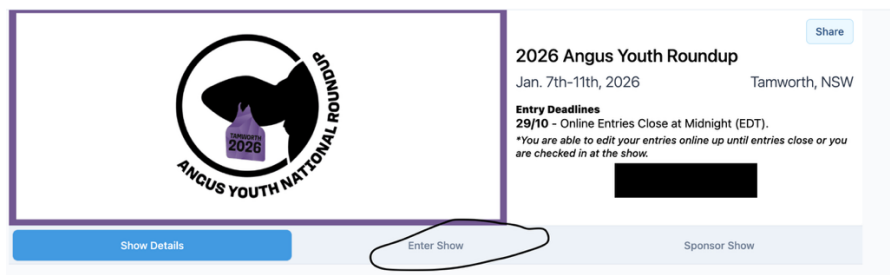 ANGUS YOUTH NATIONAL ROUNDUP
TAMWORTH
2026
Share
2026 Angus Youth Roundup
Jan. 7th-11th, 2026 Tamworth, NSW
Entry Deadlines
29/10 - Online Entries Close at Midnight (EDT).
*You are able to edit your entries online up until entries close or you
are checked in at the show.
Show Details Enter Show Sponsor Show